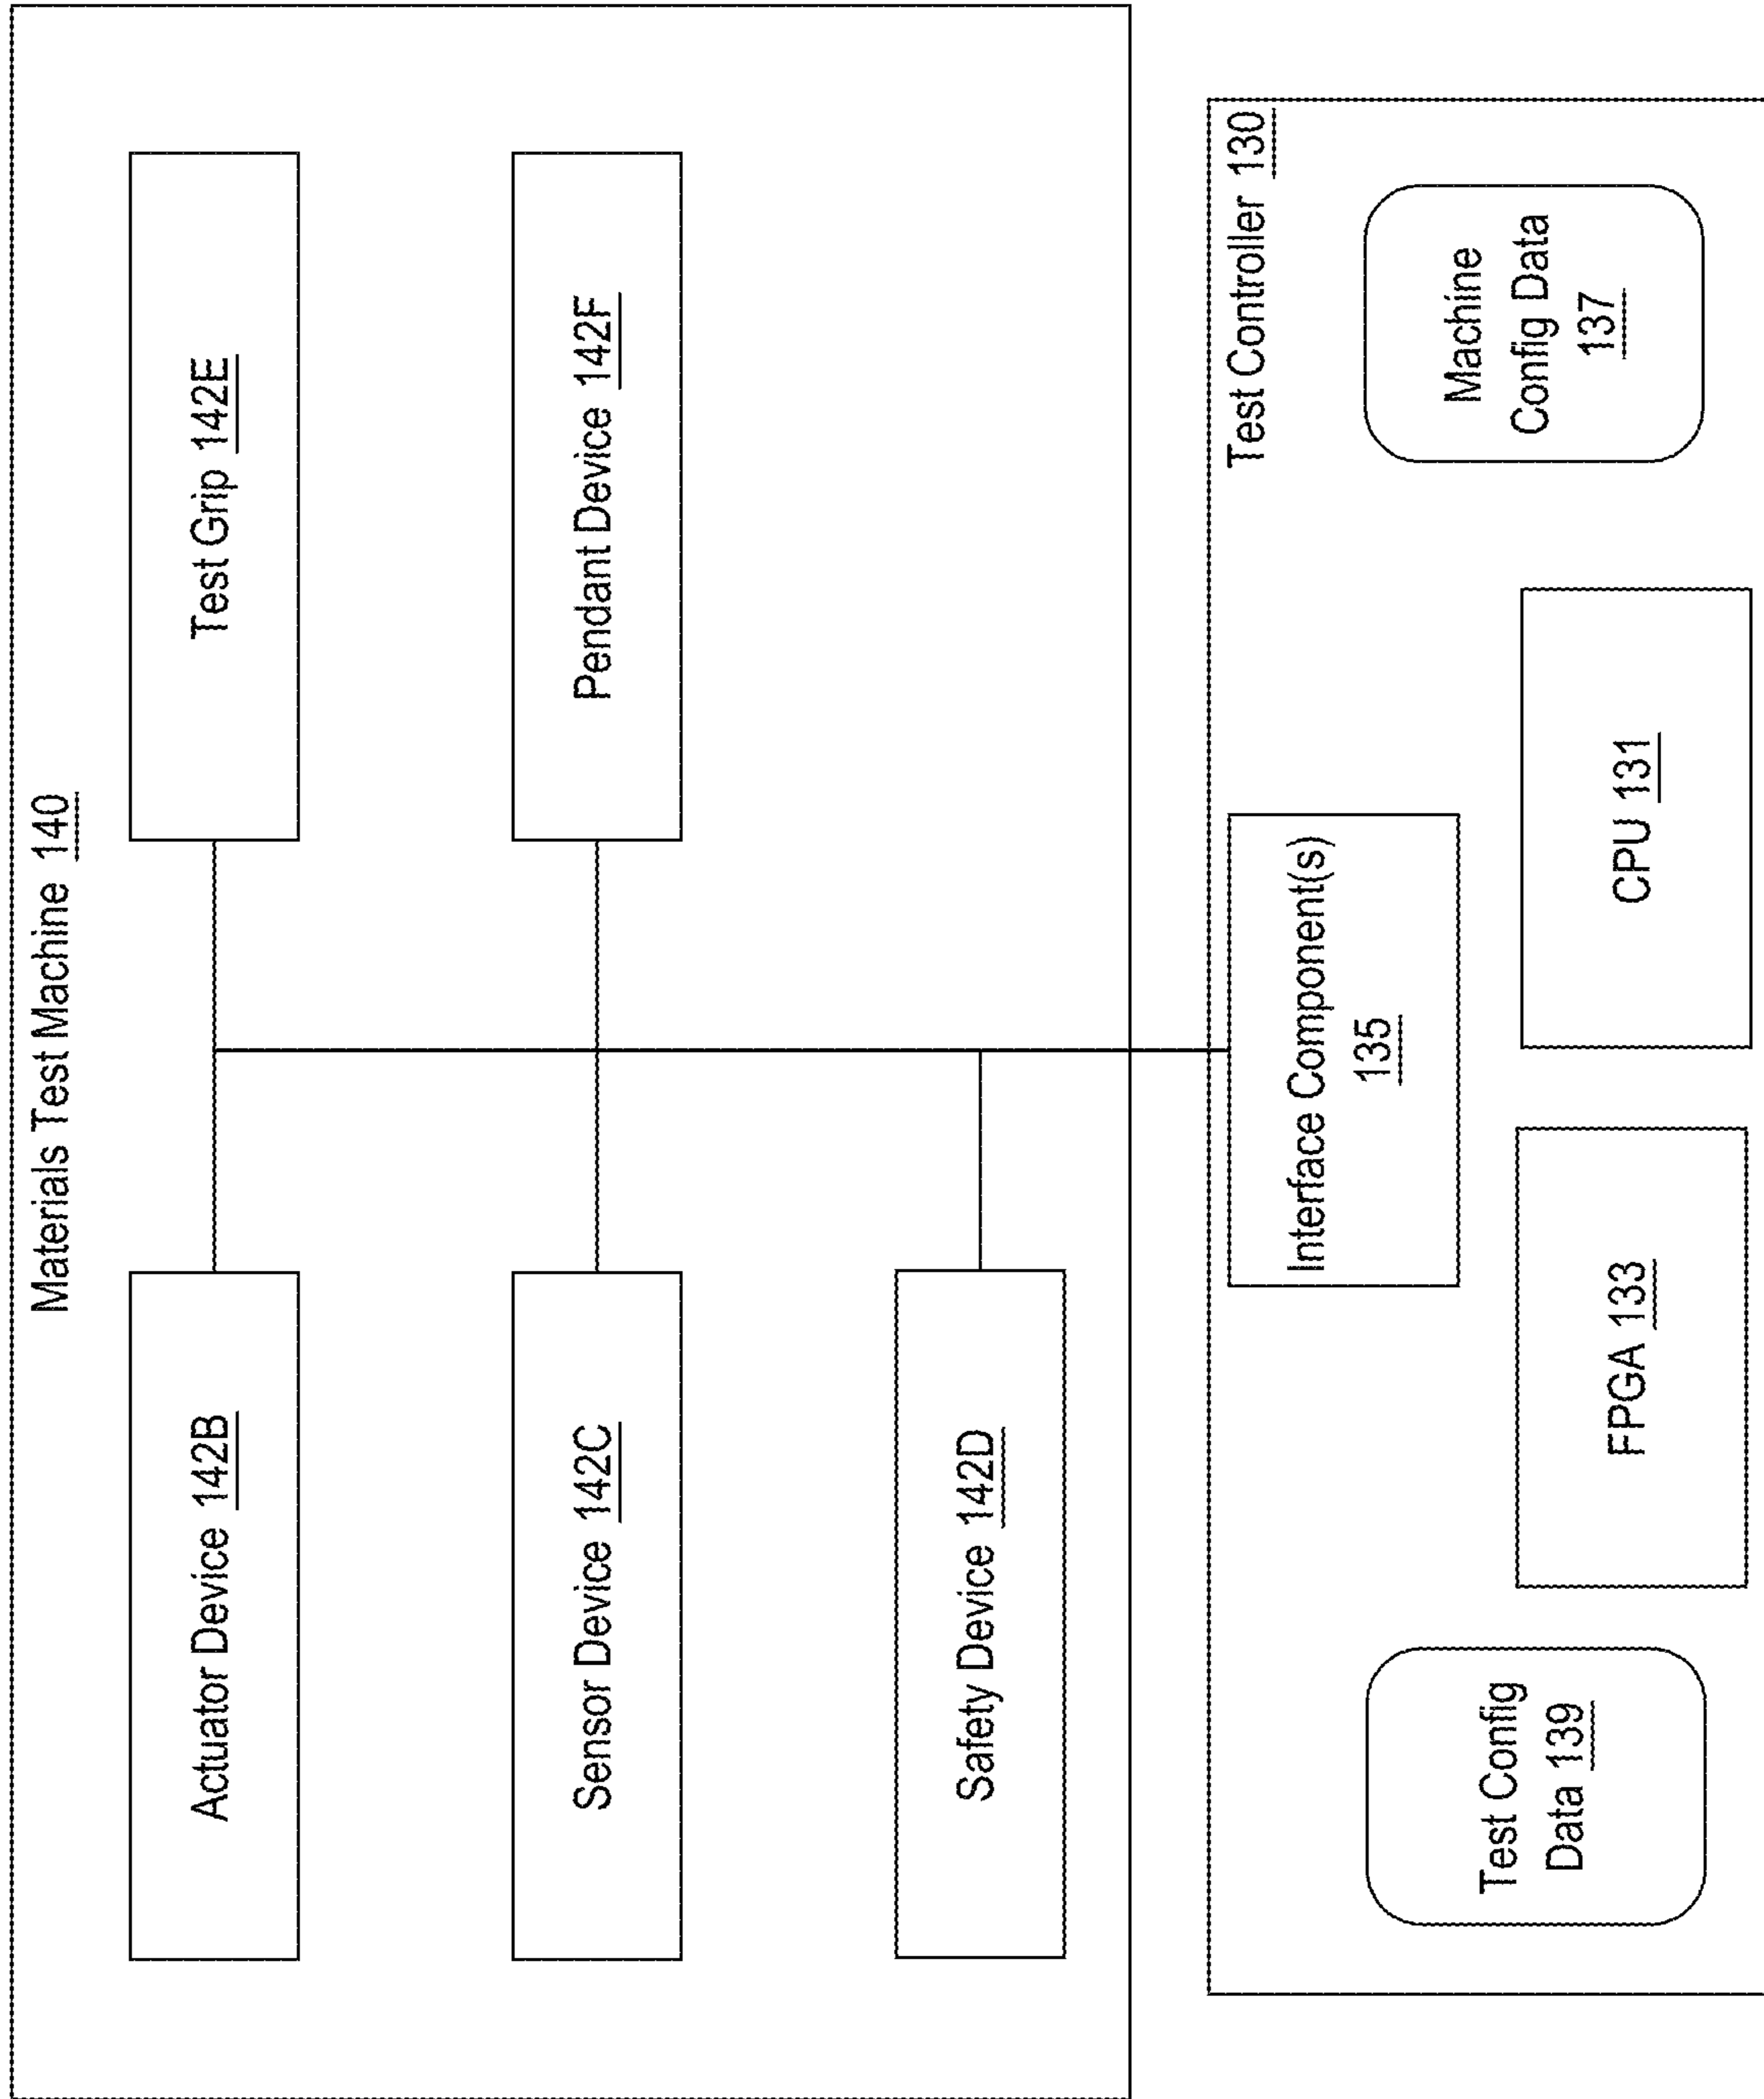 Materials Test Machine 140
Actuator Device 142B
Test Grip 142E
Sensor Device 142C
Pendant Device 142F
Safety Device 142D
Test Controller 130
Interface Component(s)
135
Test Config
Data 139
FPGA 133
CPU 131
Machine
Config Data
137